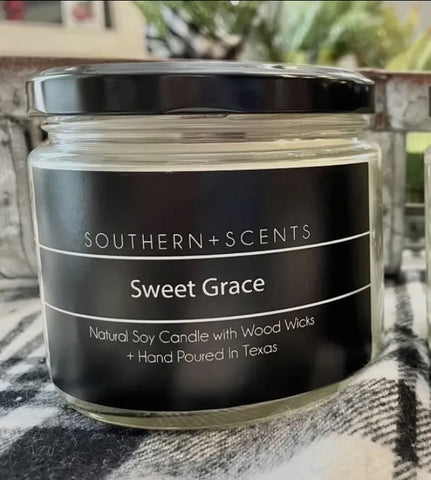 SOUTHERN+SCENTS
Sweet Grace
Natural Soy Candle with Wood Wicks
+ Hand Poured In Texas